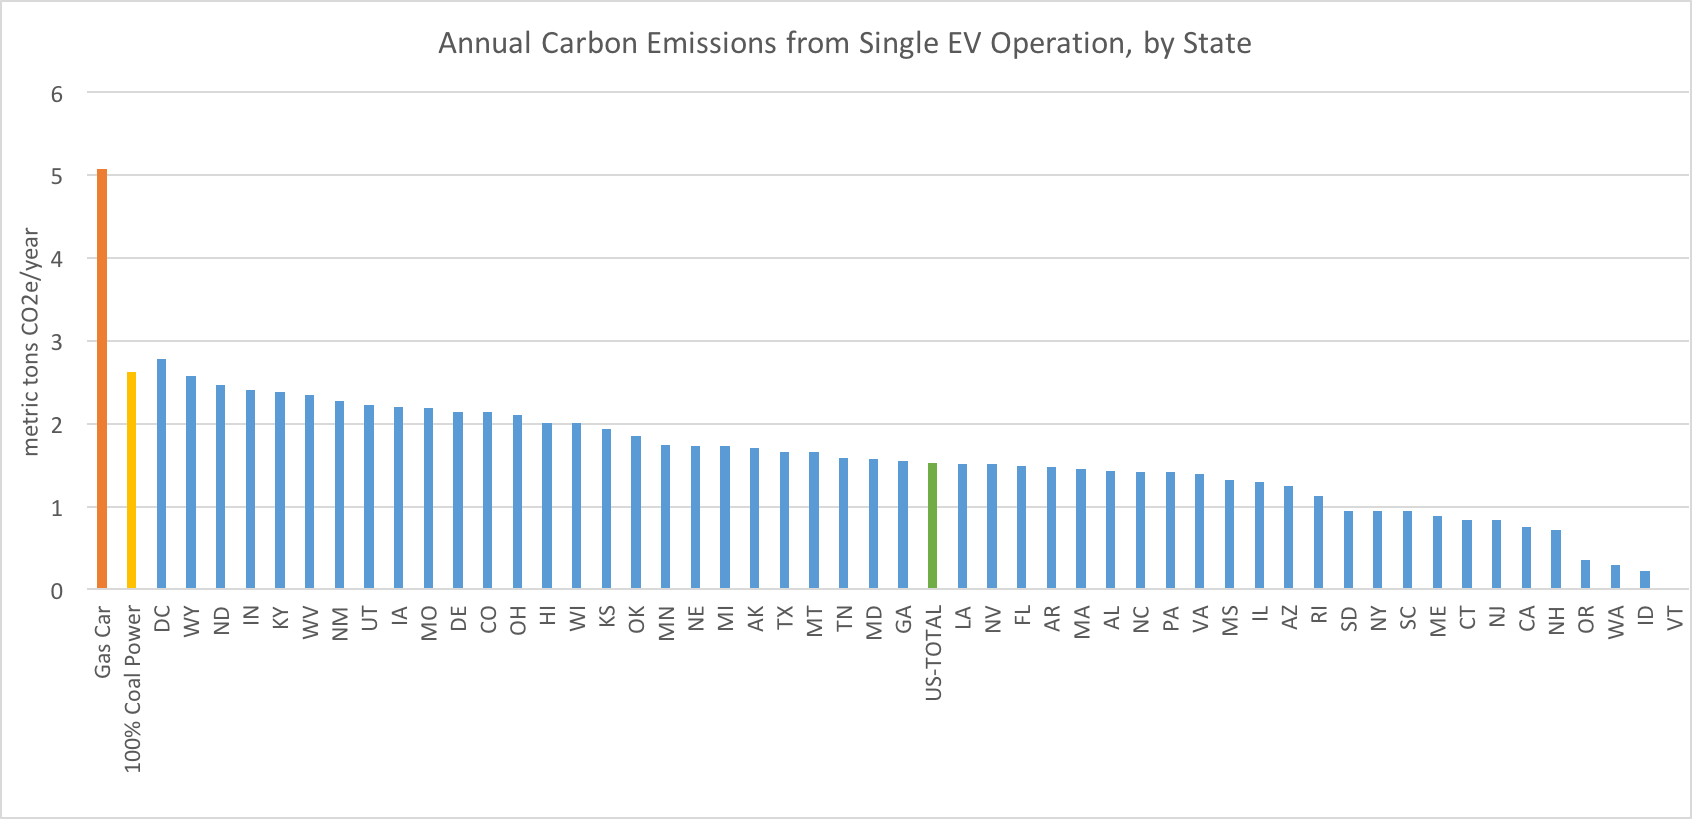 Annual Carbon Emissions from Single EV Operation, by State
metric tons CO2e/year
6
5
4
3
2
1
0
Gas Car
100% Coal Power
DC
WY
ND
IN
KY
WV
NM
UT
IA
MO
DE
CO
OH
HI
WI
KS
OK
MN
NE
MI
AK
TX
MT
TN
MD
GA
US-TOTAL
LA
NV
FL
AR
MA
AL
NC
PA
VA
MS
IL
AZ
RI
SD
NY
SC
ME
CT
NJ
CA
NH
OR
WA
ID
VT